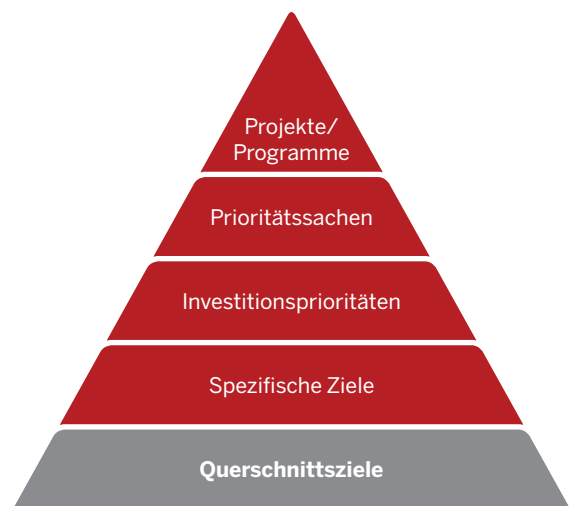 Projekte/
Programme
Prioritätssachen
Investitionsprioritäten
Spezifische Ziele
Querschnittsziele